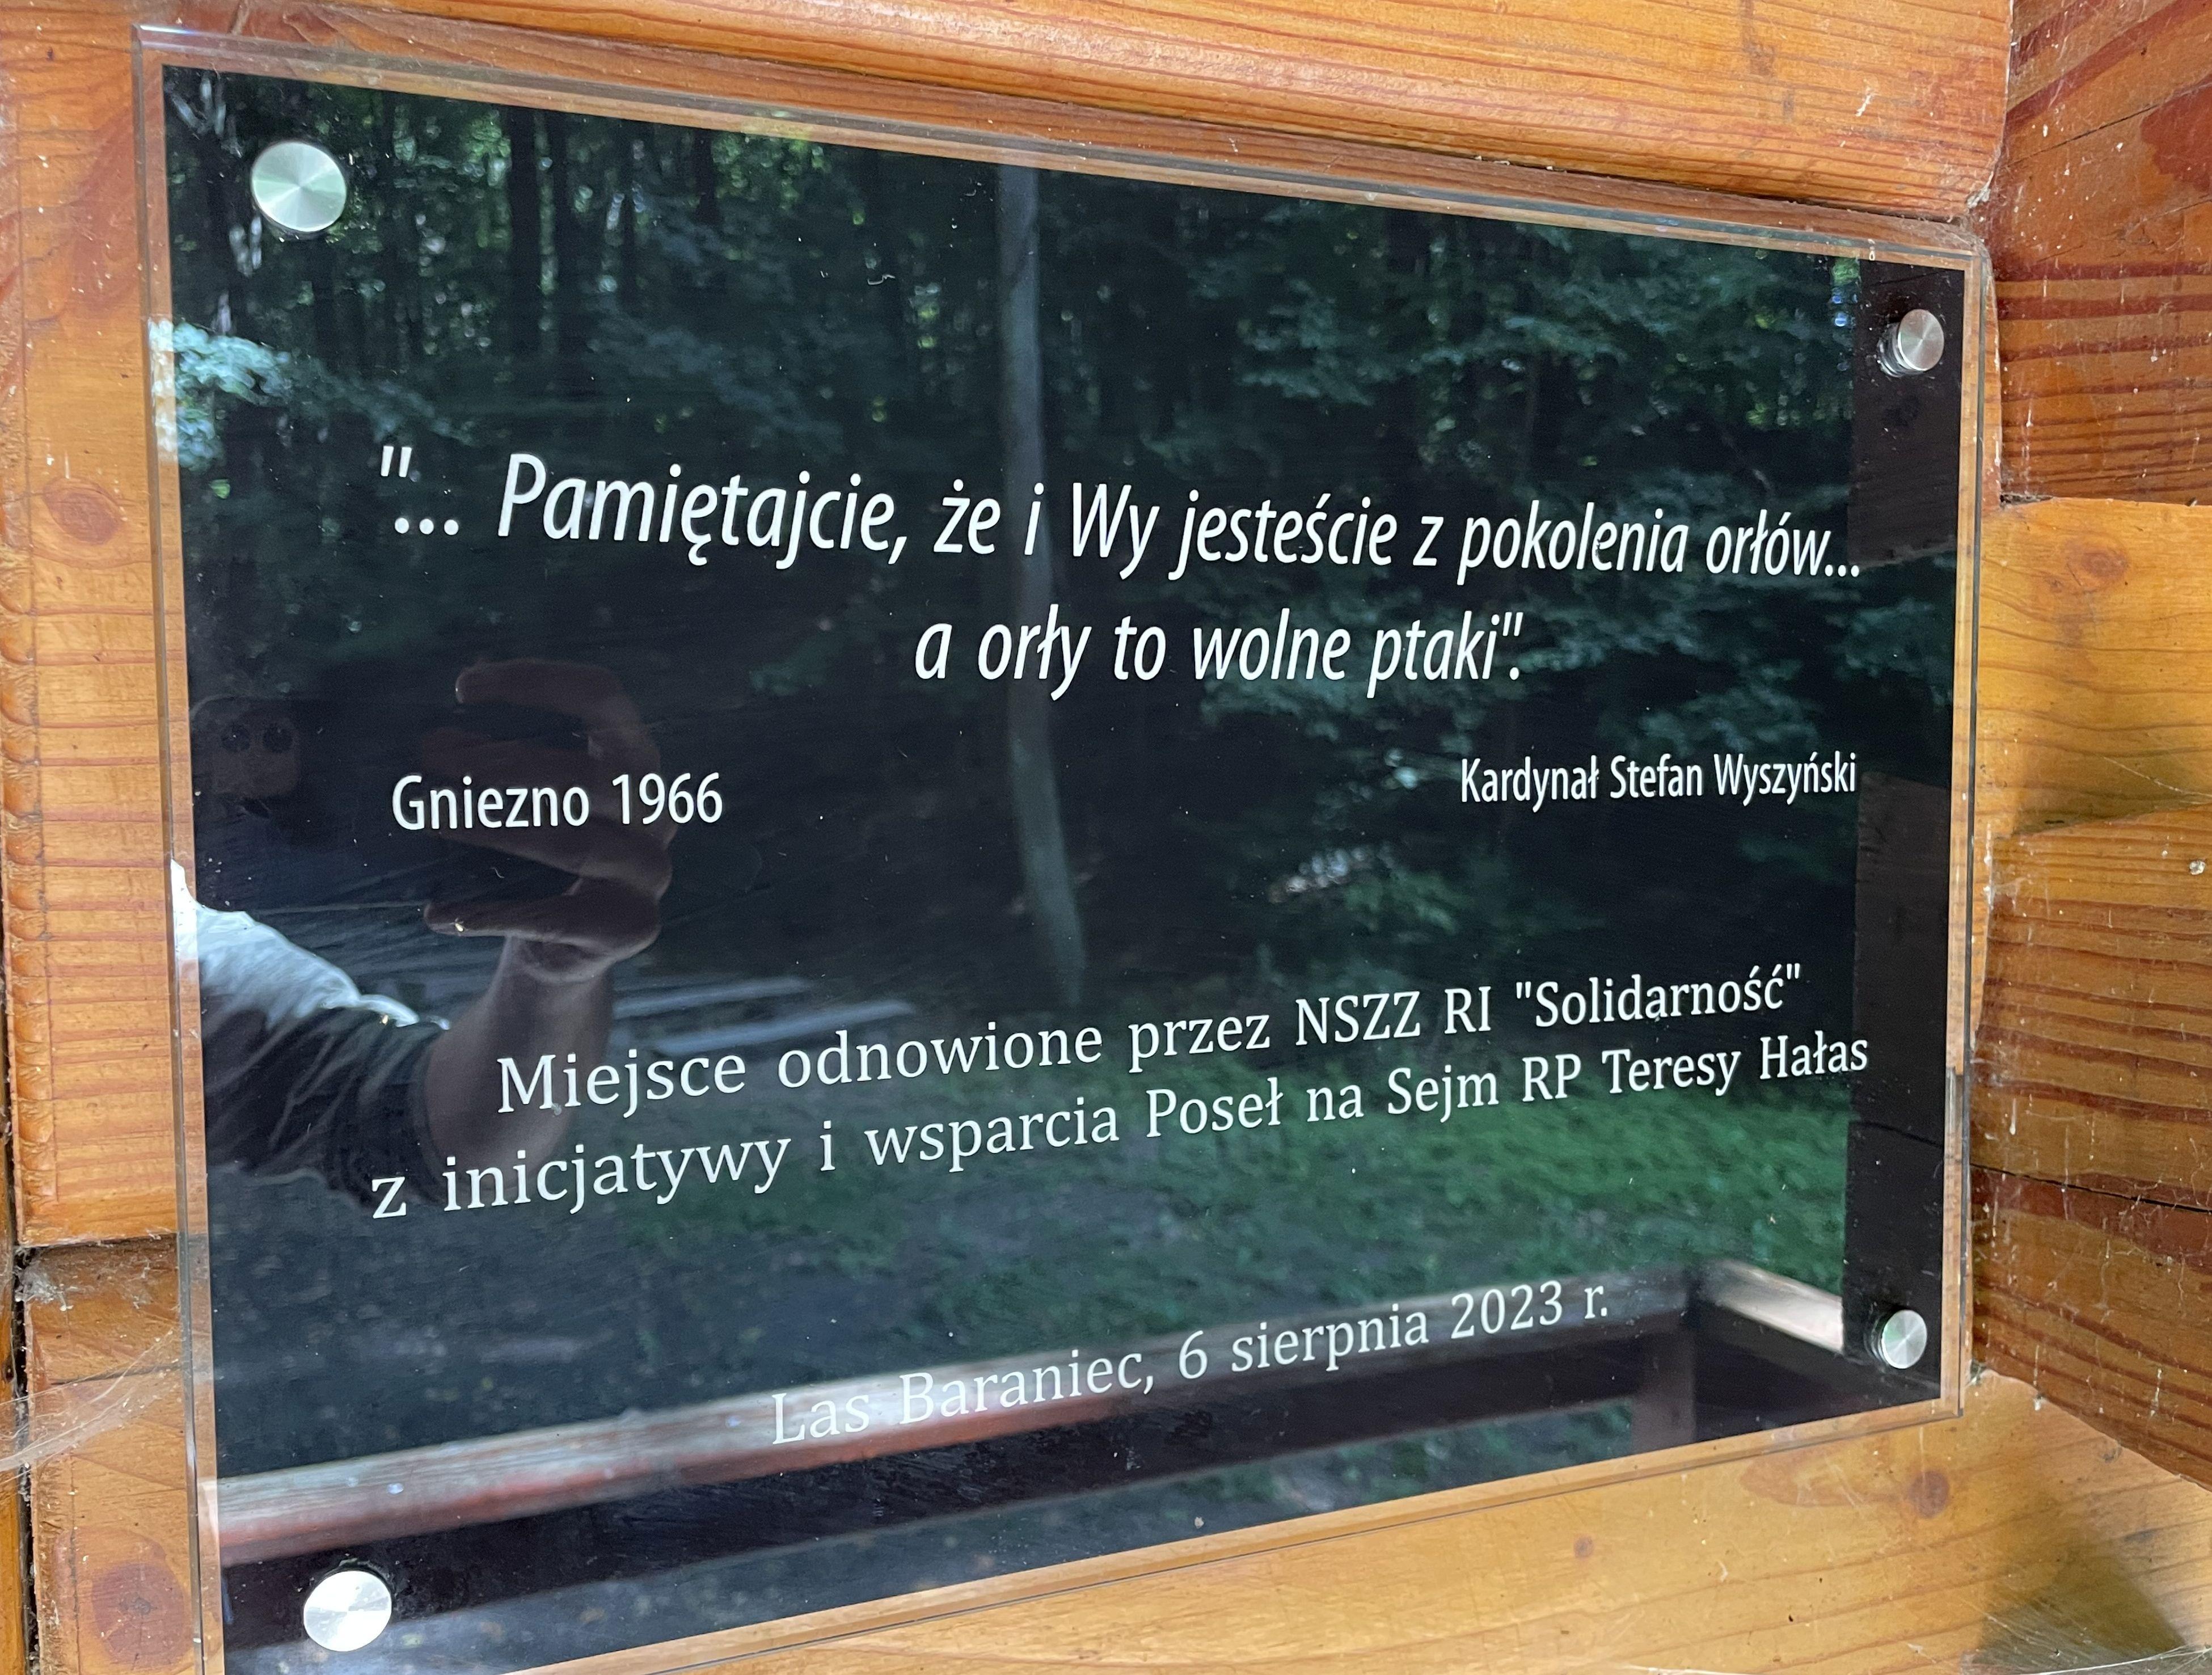 "... Pamiętajcie, że i Wy jesteście z pokolenia orłów...
a orły to wolne ptaki".
Gniezno 1966
Kardynał Stefan Wyszyński
Miejsce odnowione przez NSZZ RI "Solidarność"
z inicjatywy i wsparcia Poseł na Sejm RP Teresy Hałas
Las Baraniec, 6 sierpnia 2023 r.